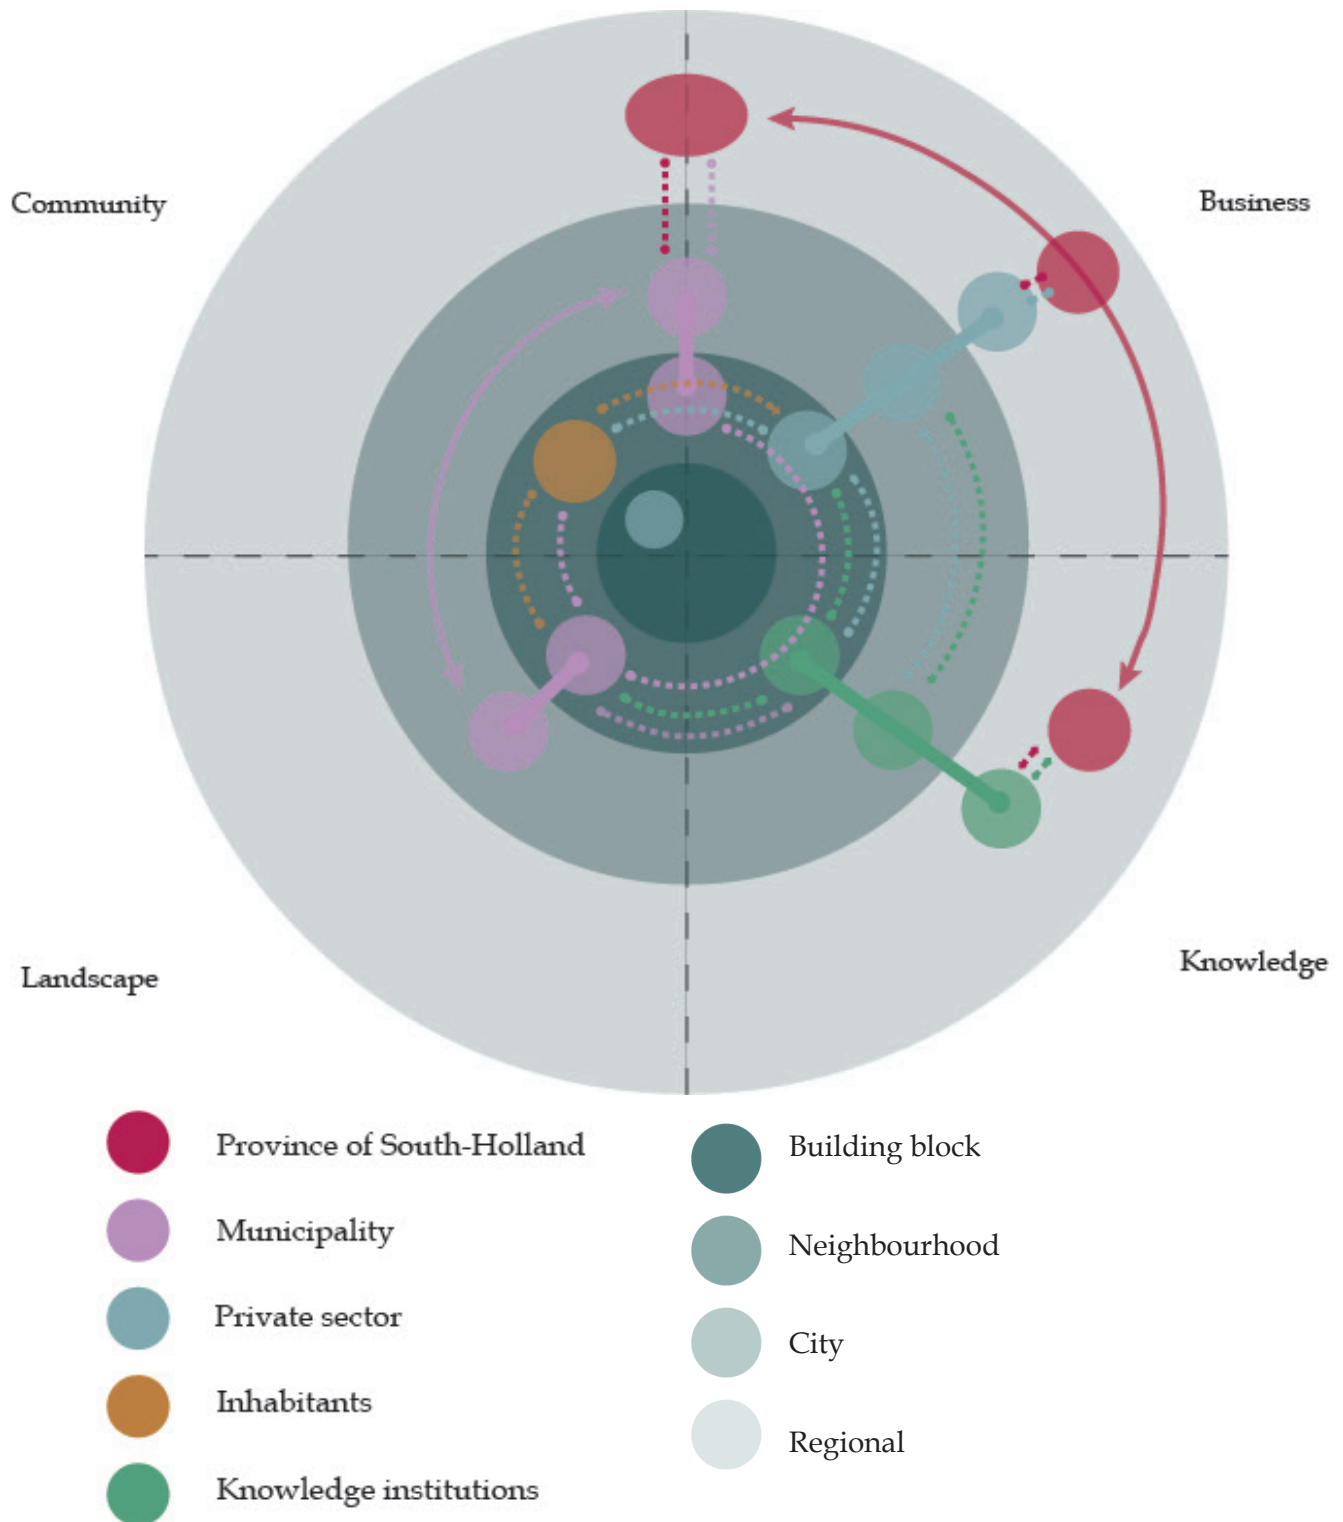 Community
Business
Landscape
Knowledge
Province of South-Holland
Municipality
Private sector
Inhabitants
Knowledge institutions
Building block
Neighbourhood
City
Regional